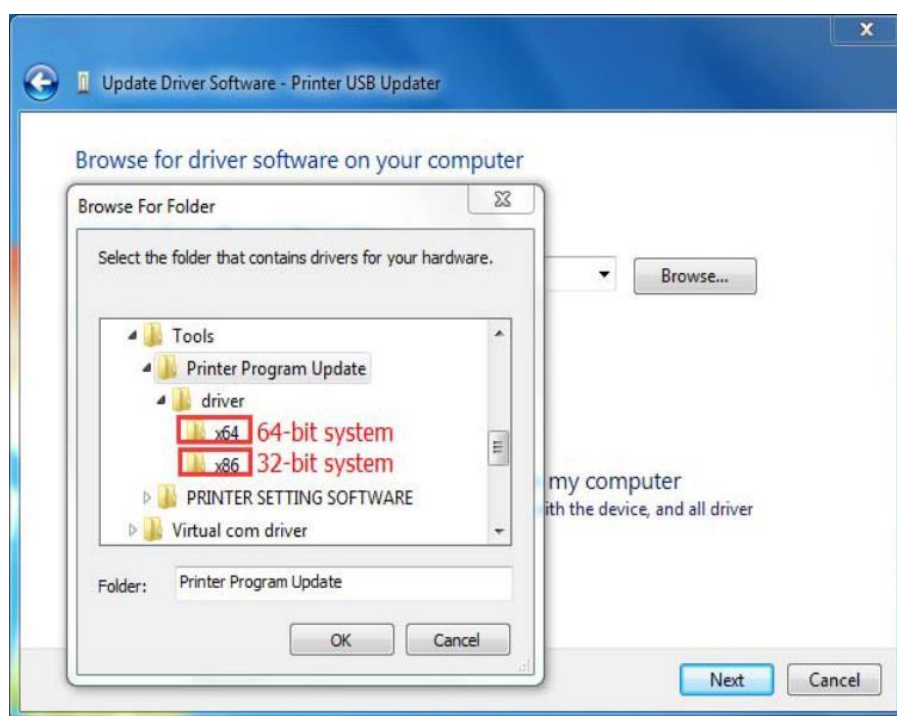 Update Driver Software - Printer USB Updater
Browse for driver software on your computer
Browse For Folder
Select the folder that contains drivers for your hardware.
Browse...
Tools
Printer Program Update
driver
x64 64-bit system
x86 32-bit system
PRINTER SETTING SOFTWARE
Virtual com driver
my computer
ith the device, and all driver
Folder: Printer Program Update
OK Cancel
Next Cancel